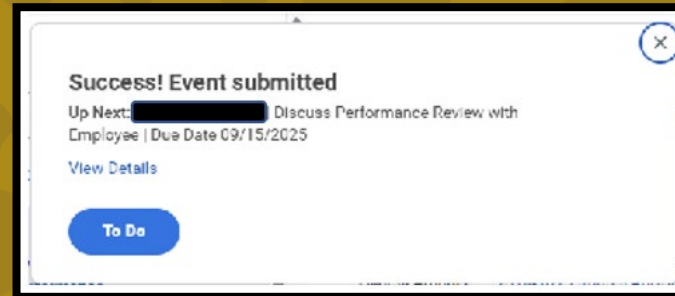 Success! Event submitted
Up Next: Discuss Performance Review with
Employee | Due Date 09/15/2025
View Details
To Do